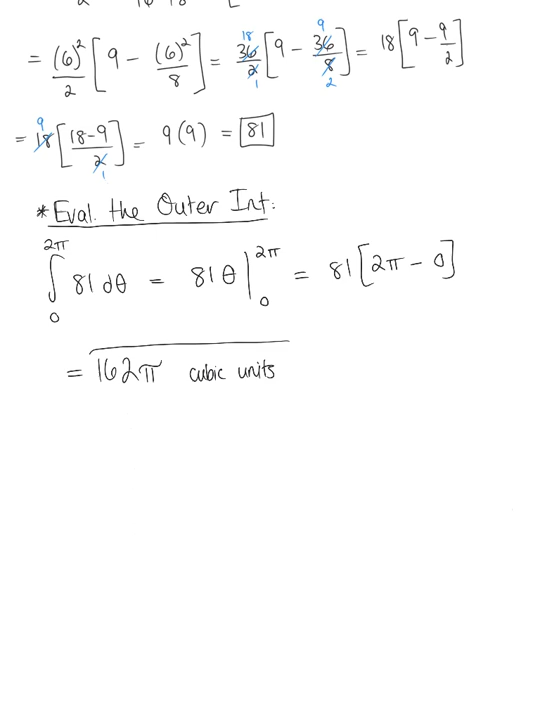 = (6)²/2 [9 - (6)²/8] = 18 36/2 1 [9 - 9 36/8 2] = 18[9 - 9/2]
= 9 18[18-9/2 1] = 9(9) = 81
*Eval. the Outer Int:
∫ 0 2π 81 dθ = 81θ | 0 2π = 81[2π - 0]
= 162π cubic units